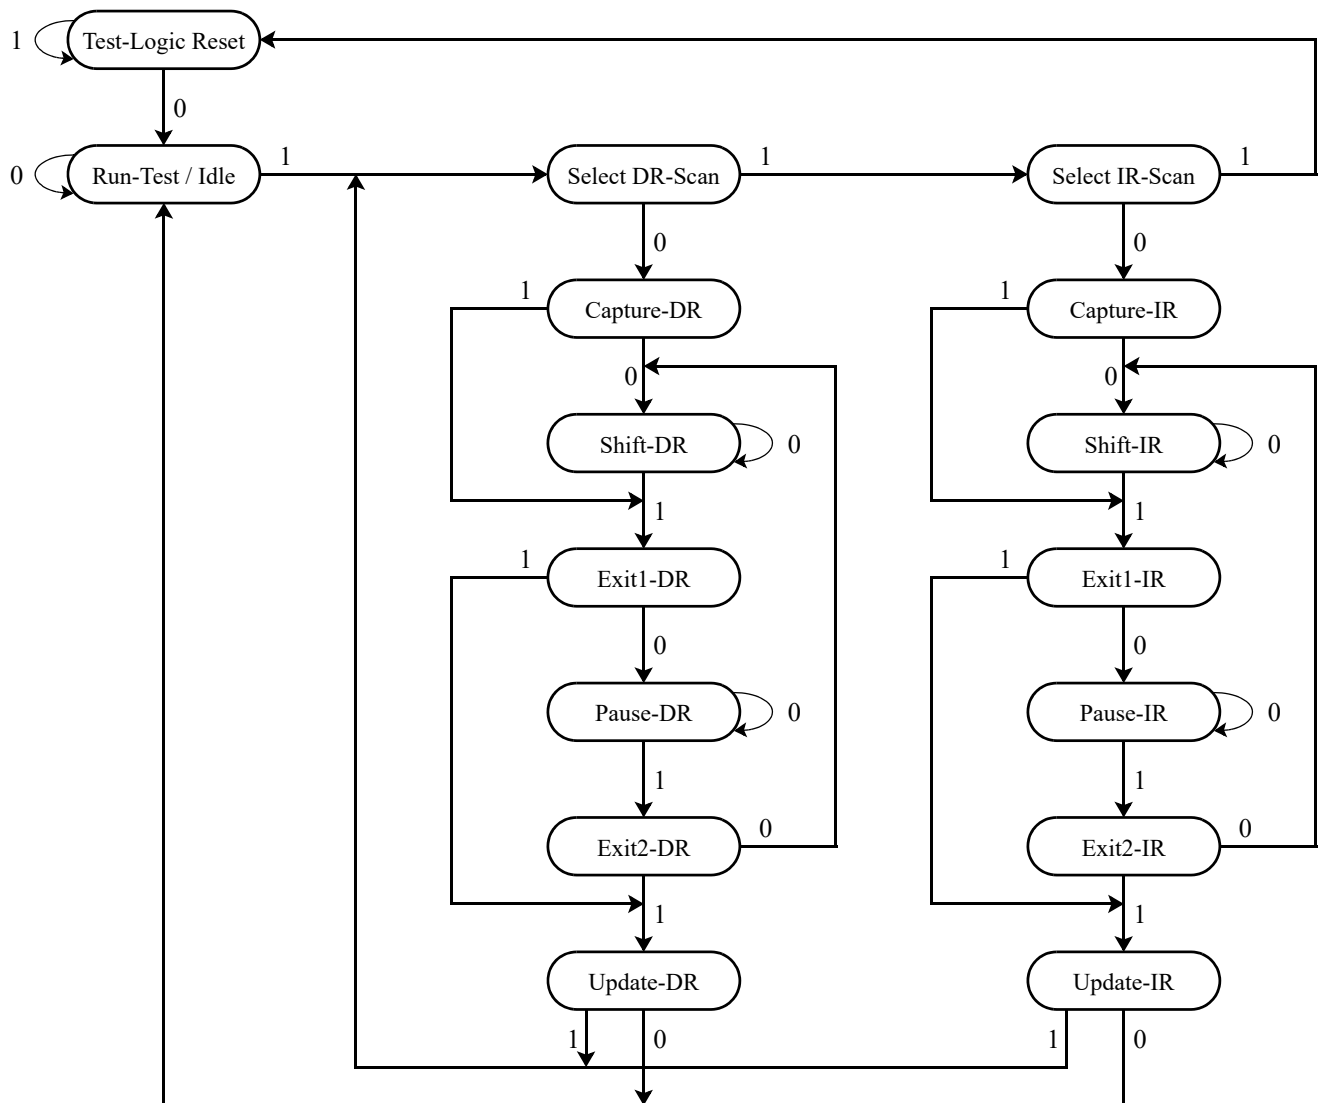 1
Test-Logic Reset
0
0
Run-Test / Idle
1
Select DR-Scan
1
Select IR-Scan
1
0
0
1
Capture-DR
1
Capture-IR
0
0
Shift-DR
0
Shift-IR
0
1
1
1
Exit1-DR
1
Exit1-IR
0
0
Pause-DR
0
Pause-IR
0
1
1
Exit2-DR
0
Exit2-IR
0
1
1
Update-DR
Update-IR
1
0
1
0